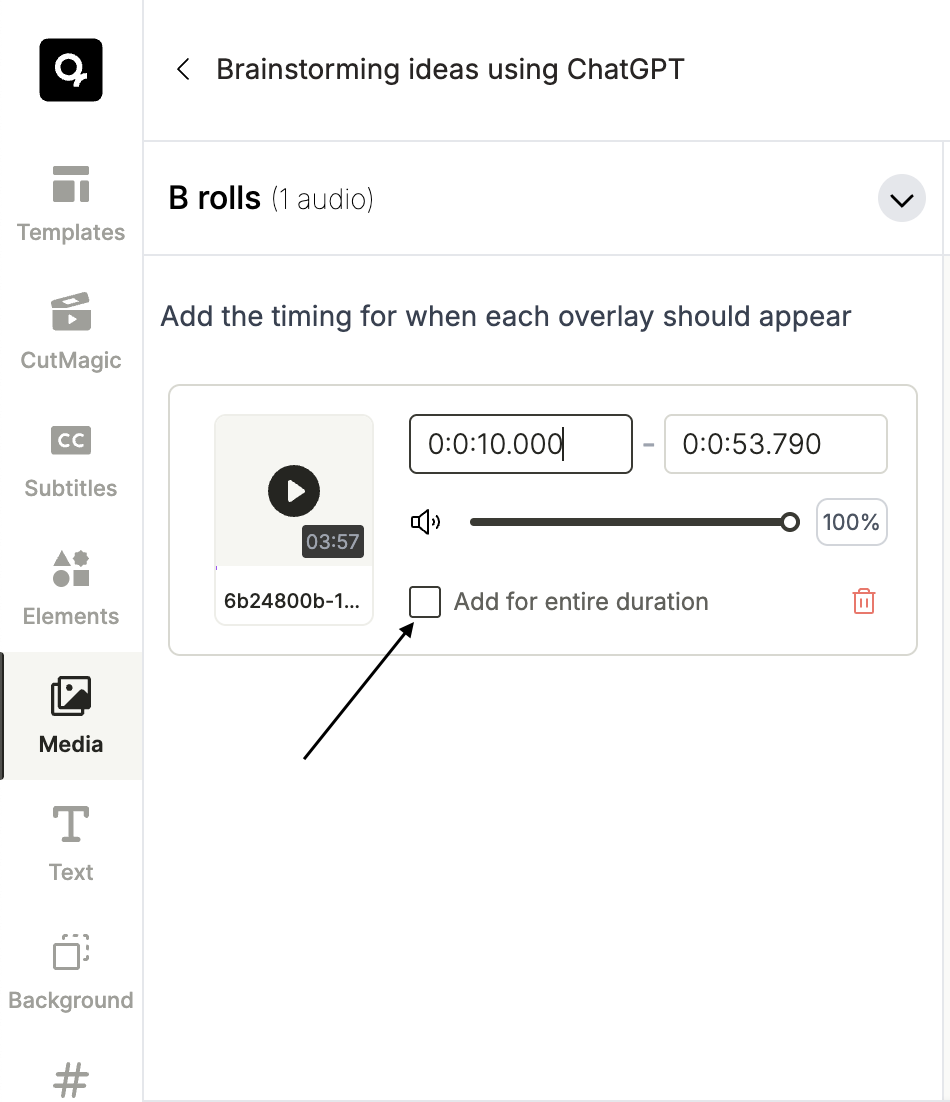 Brainstorming ideas using ChatGPT
B rolls (1 audio)
Templates
CutMagic
CC
Subtitles
Elements
Media
Text
Background
#
Add the timing for when each overlay should appear
0:0:10.000 - 0:0:53.790
03:57
100%
6b24800b-1...
Add for entire duration